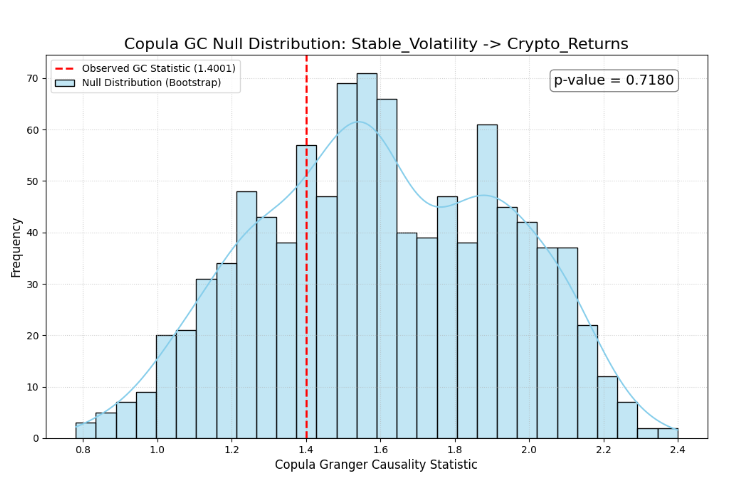 Copula GC Null Distribution: Stable_Volatility -> Crypto_Returns
Observed GC Statistic (1.4001)
Null Distribution (Bootstrap)
p-value = 0.7180
Frequency
70
60
50
40
30
20
10
0
0.8 1.0 1.2 1.4 1.6 1.8 2.0 2.2 2.4
Copula Granger Causality Statistic